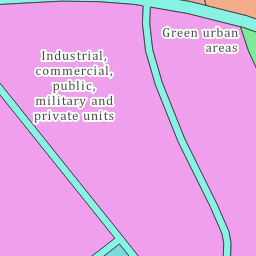 Green urban
areas
Industrial,
commercial,
public,
military and
private units